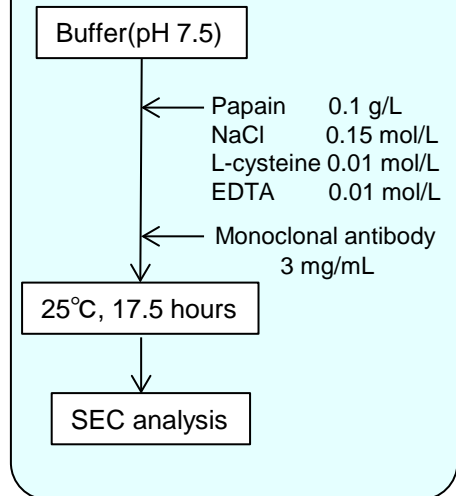 Buffer(pH 7.5)
Papain 0.1 g/L
NaCl 0.15 mol/L
L-cysteine 0.01 mol/L
EDTA 0.01 mol/L
Monoclonal antibody
3 mg/mL
25℃, 17.5 hours
SEC analysis